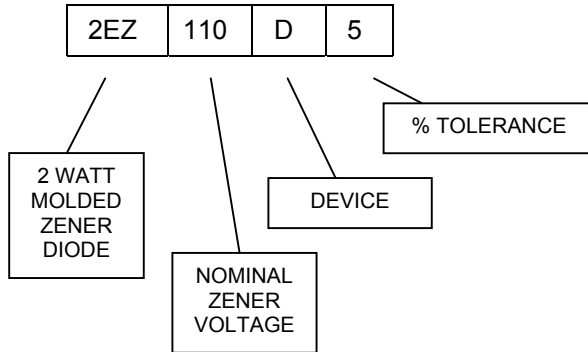 2EZ 110 D 5
% TOLERANCE
2 WATT
MOLDED
ZENER
DIODE
DEVICE
NOMINAL
ZENER
VOLTAGE